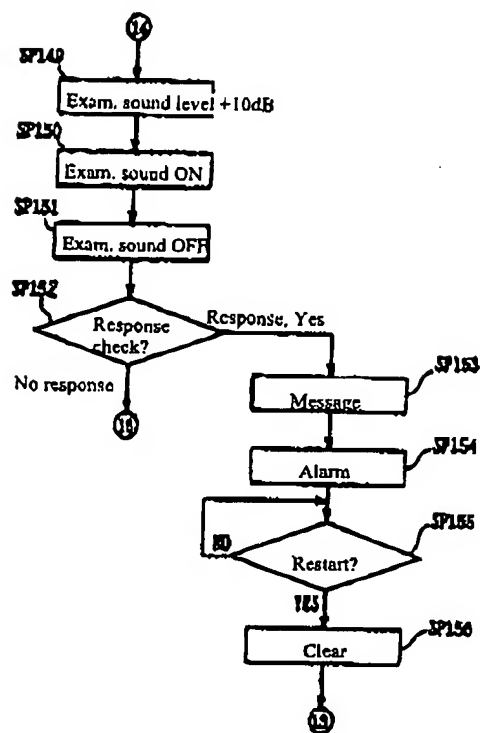 14
SP149
Exam. sound level +10dB
SP150
Exam. sound ON
SP151
Exam. sound OFF
SP152
Response check?
Response, Yes
No response
SP153
Message
SP154
Alarm
SP155
NO
Restart?
YES
SP156
Clear